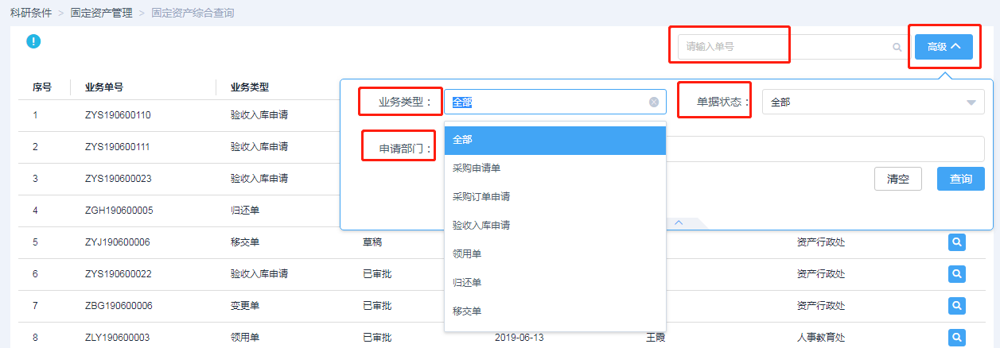 科研条件 > 固定资产管理 > 固定资产综合查询
请输入单号
高级
序号 业务单号 业务类型
业务类型： 全部
单据状态： 全部
申请部门：
清空 查询
全部
采购申请单
采购订单申请
验收入库申请
领用单
归还单
移交单
1 ZYS190600110 验收入库申请
2 ZYS190600111 验收入库申请
3 ZYS190600023 验收入库申请
4 ZGH190600005 归还单
5 ZYJ190600006 移交单 草稿 资产行政处
6 ZYS190600022 验收入库申请 已审批 资产行政处
7 ZBG190600006 变更单 已审批 资产行政处
8 ZLY190600003 领用单 已审批 2019-06-13 王霞 人事教育处